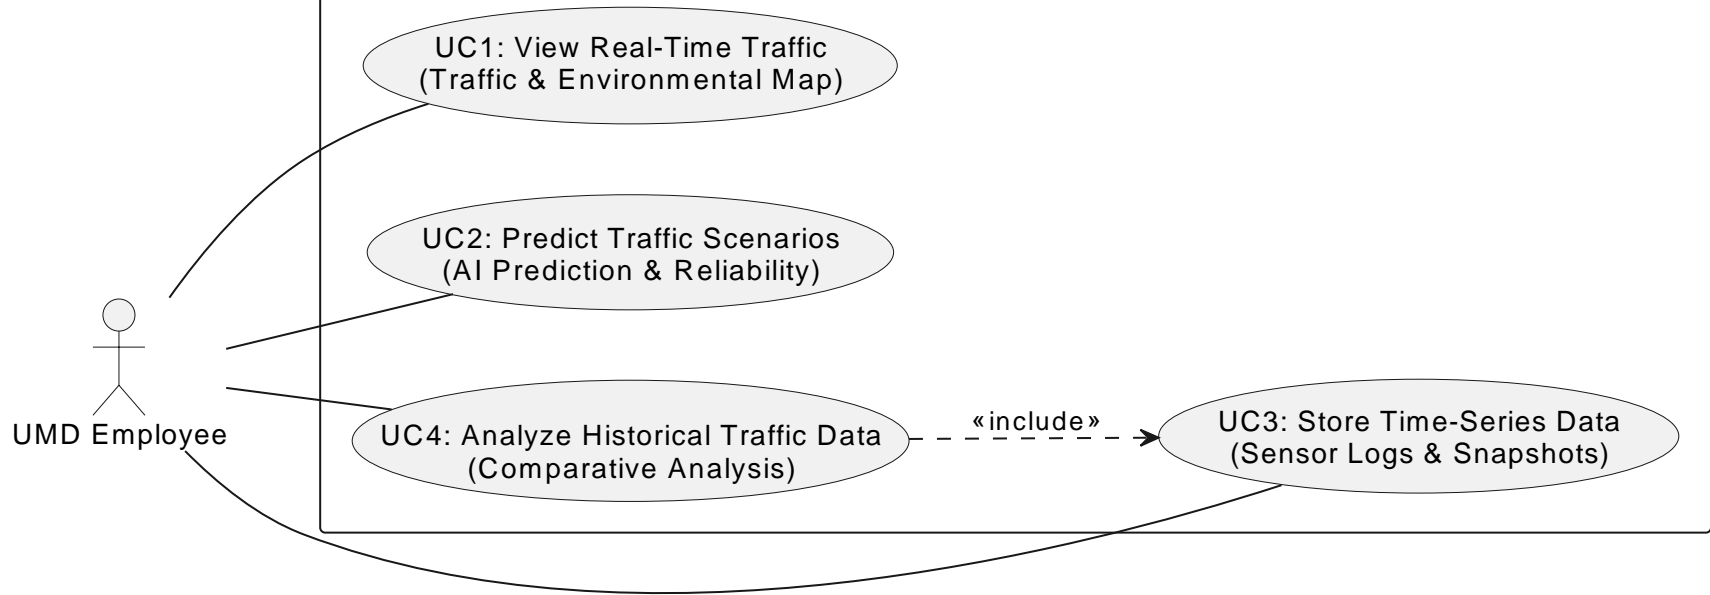 UC1: View Real-Time Traffic
(Traffic & Environmental Map)
UC2: Predict Traffic Scenarios
(AI Prediction & Reliability)
UMD Employee
UC4: Analyze Historical Traffic Data
(Comparative Analysis)
«include»
UC3: Store Time-Series Data
(Sensor Logs & Snapshots)